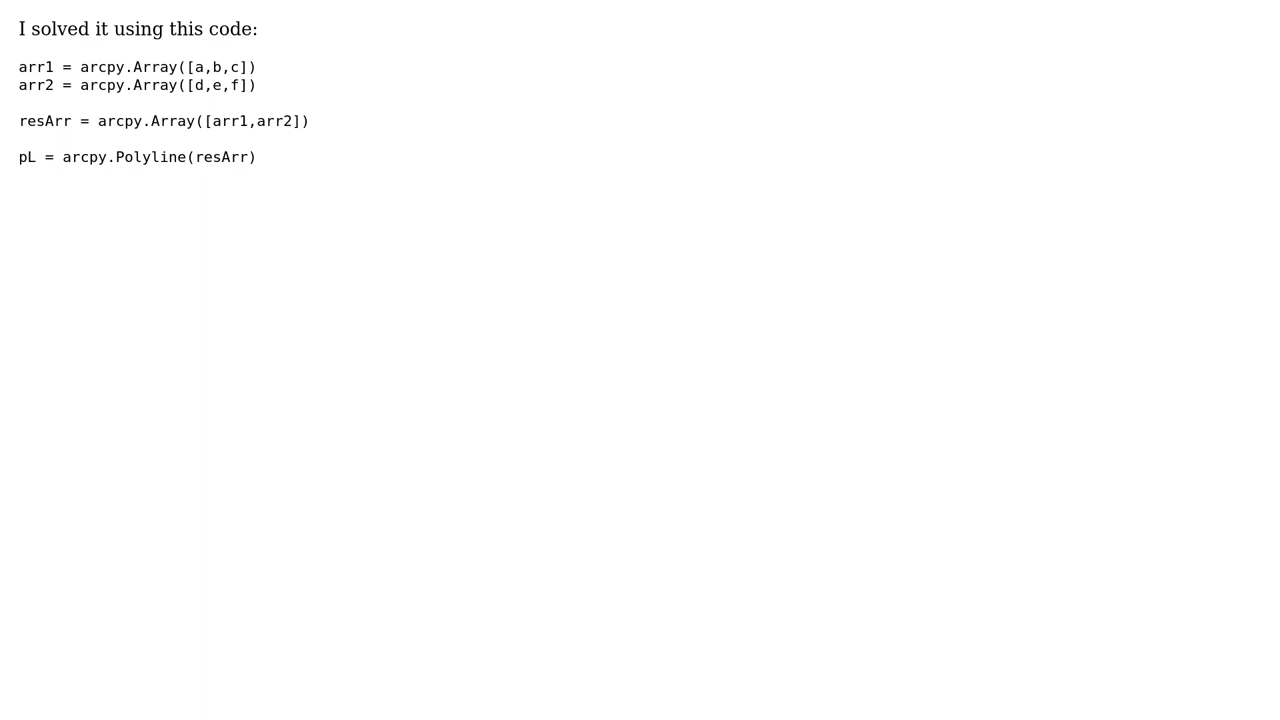 I solved it using this code:
arr1 = arcpy.Array([a,b,c])
arr2 = arcpy.Array([d,e,f])
resArr = arcpy.Array([arr1,arr2])
pL = arcpy.Polyline(resArr)